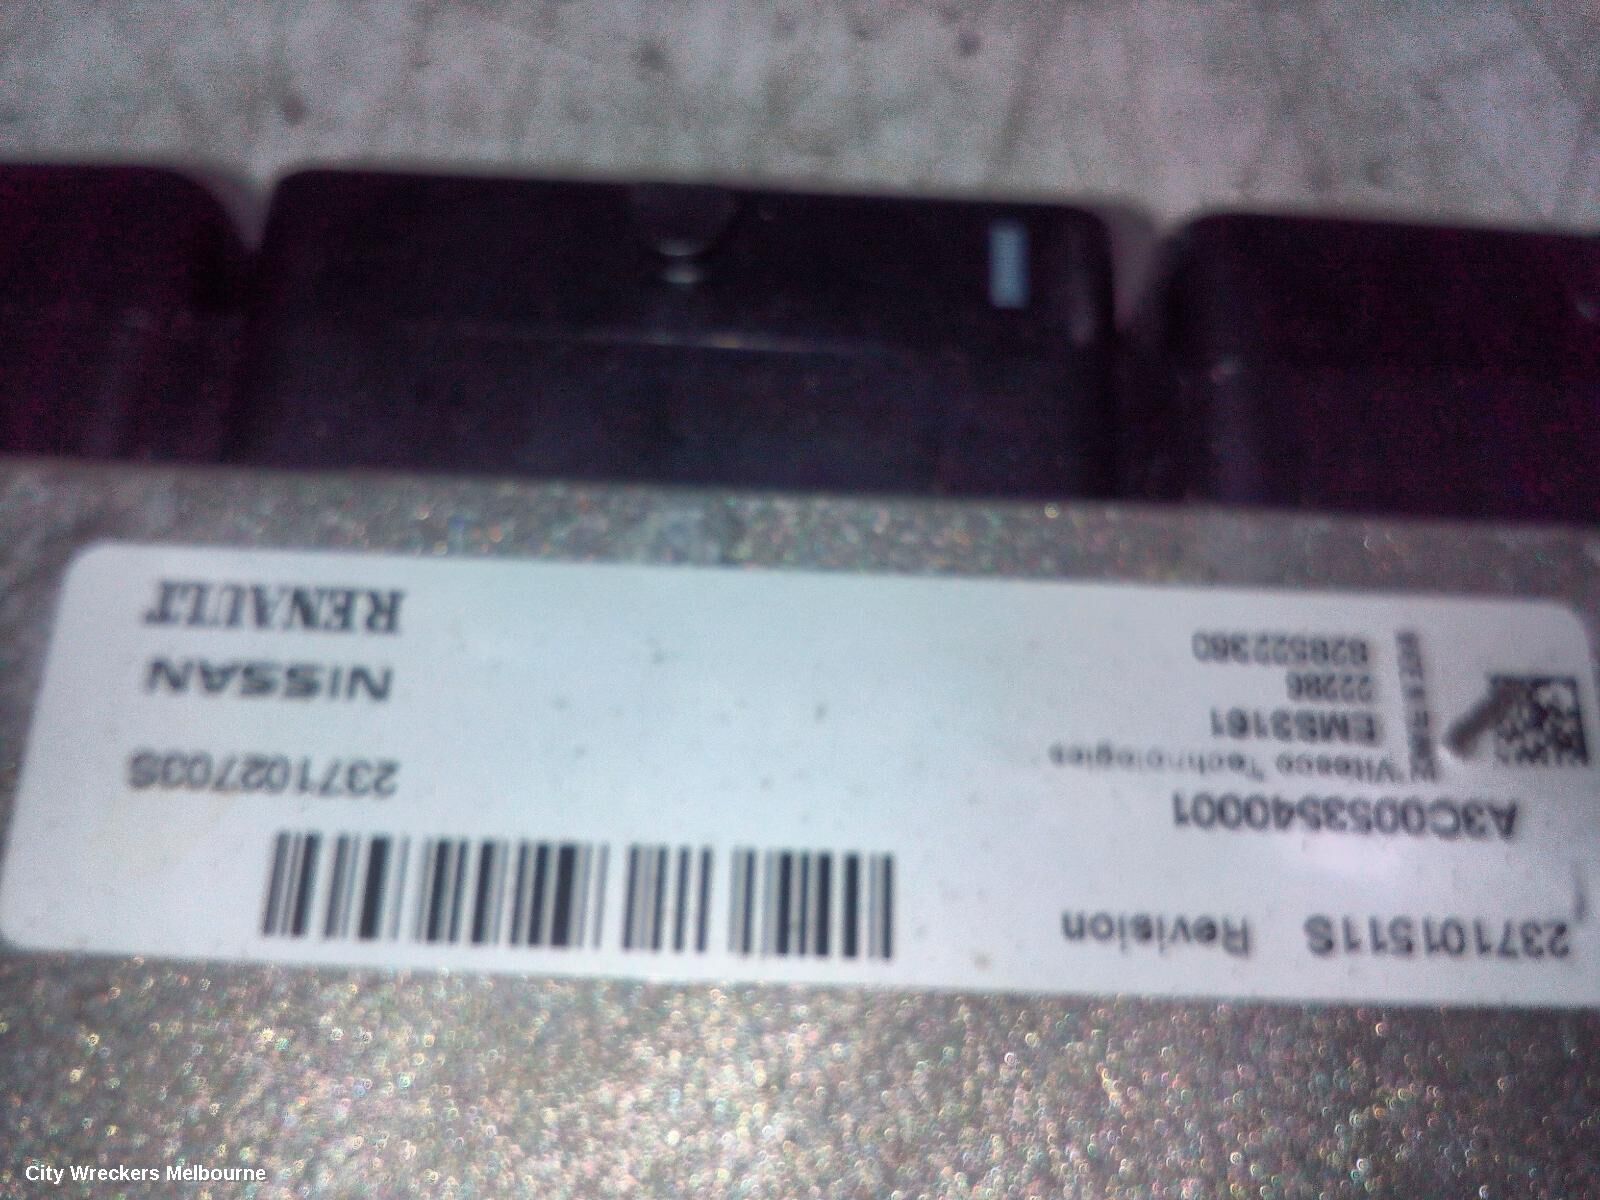 237101511S Revision
A3C0053540001
Vitesco Technologies
EMS3161
22286
828522380
237102703S
NISSAN
RENAULT
City Wreckers Melbourne